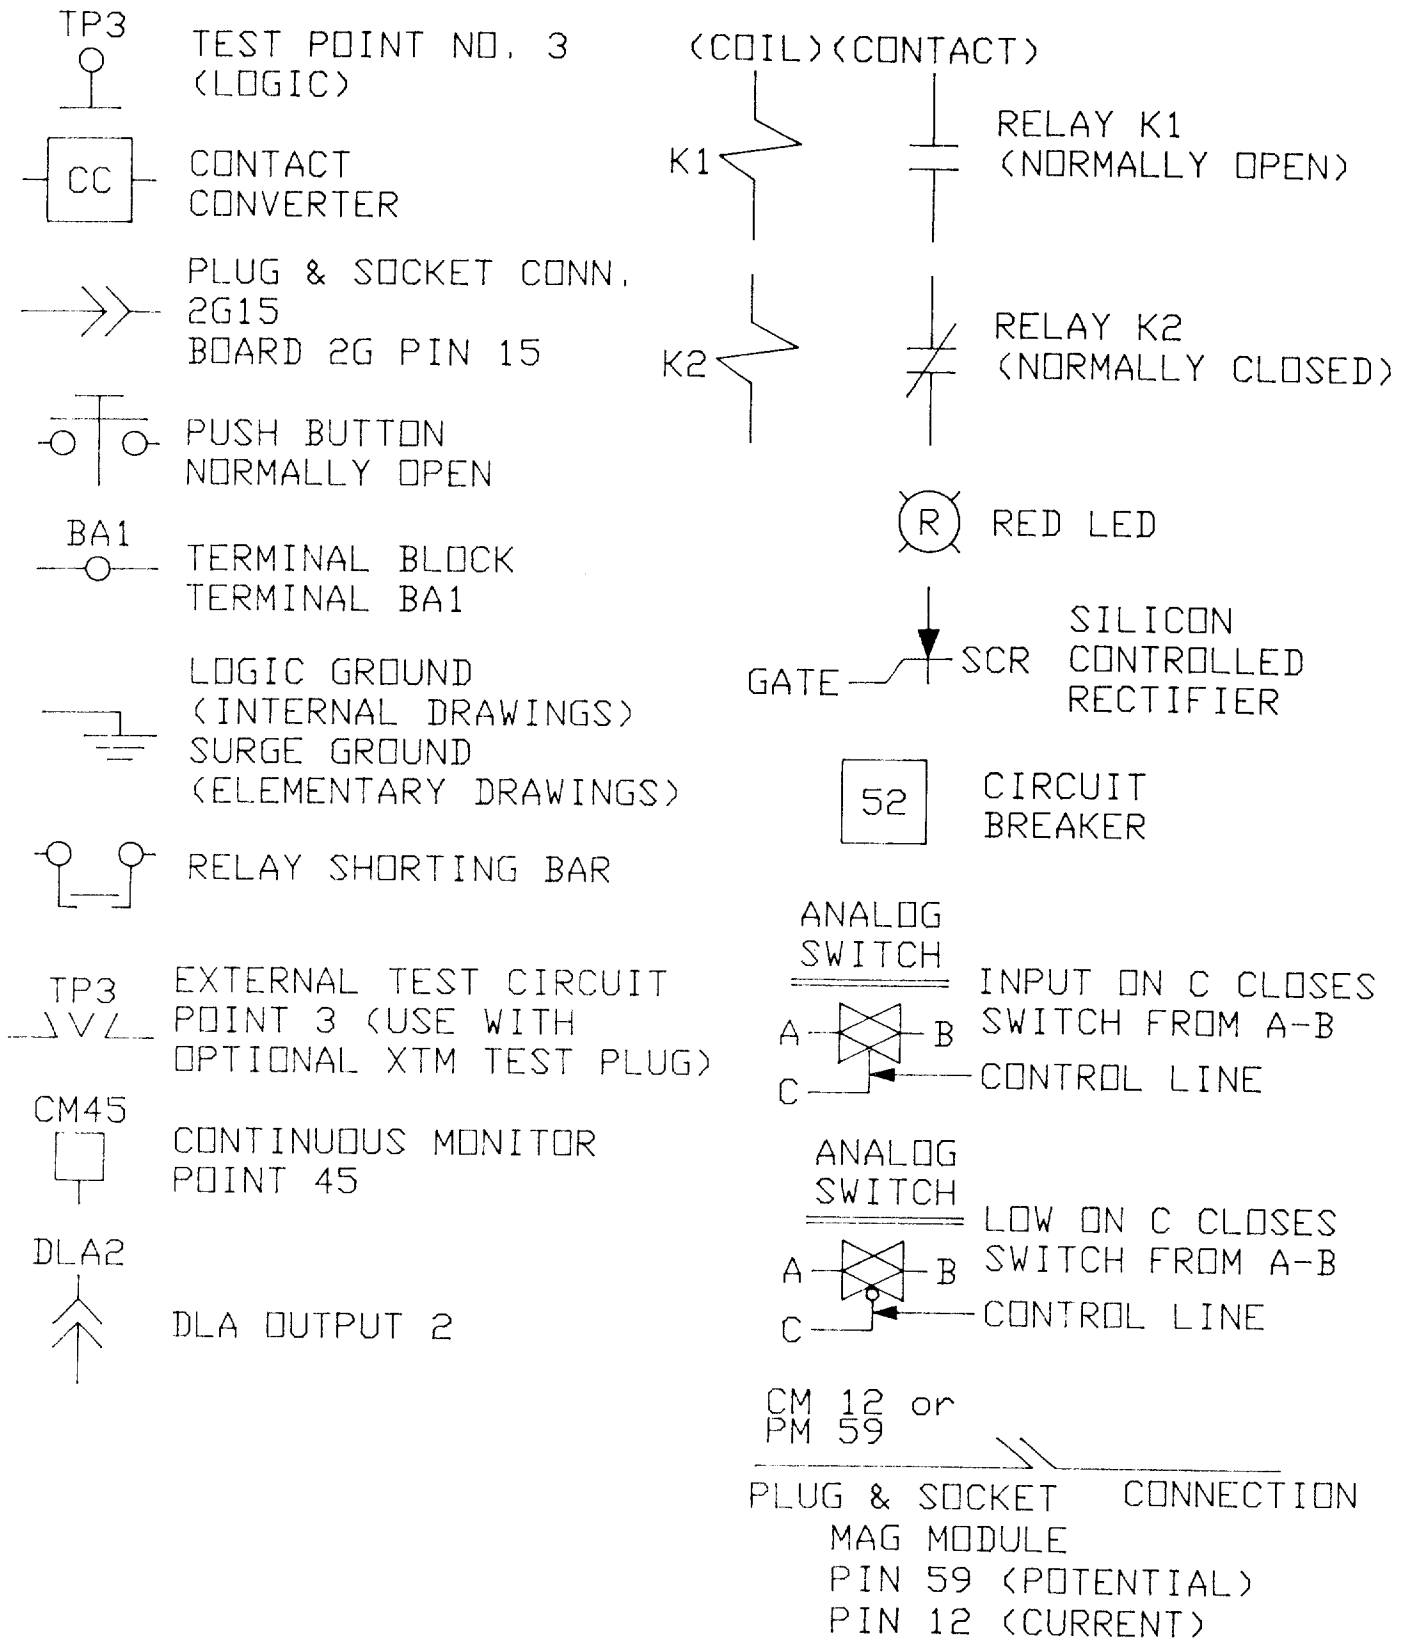 TP3
TEST POINT NO. 3
(LOGIC)
CC
CONTACT
CONVERTER
PLUG & SOCKET CONN.
2G15
BOARD 2G PIN 15
PUSH BUTTON
NORMALLY OPEN
BA1
TERMINAL BLOCK
TERMINAL BA1
LOGIC GROUND
(INTERNAL DRAWINGS)
SURGE GROUND
(ELEMENTARY DRAWINGS)
RELAY SHORTING BAR
TP3
EXTERNAL TEST CIRCUIT
POINT 3 (USE WITH
OPTIONAL XTM TEST PLUG)
CM45
CONTINUOUS MONITOR
POINT 45
DLA2
DLA OUTPUT 2
(COIL) (CONTACT)
K1
RELAY K1
(NORMALLY OPEN)
K2
RELAY K2
(NORMALLY CLOSED)
R
RED LED
GATE
SCR
SILICON
CONTROLLED
RECTIFIER
52
CIRCUIT
BREAKER
ANALOG
SWITCH
A
B
C
INPUT ON C CLOSES
SWITCH FROM A-B
CONTROL LINE
ANALOG
SWITCH
A
B
C
LOW ON C CLOSES
SWITCH FROM A-B
CONTROL LINE
CM 12 or
PM 59
PLUG & SOCKET CONNECTION
MAG MODULE
PIN 59 (POTENTIAL)
PIN 12 (CURRENT)